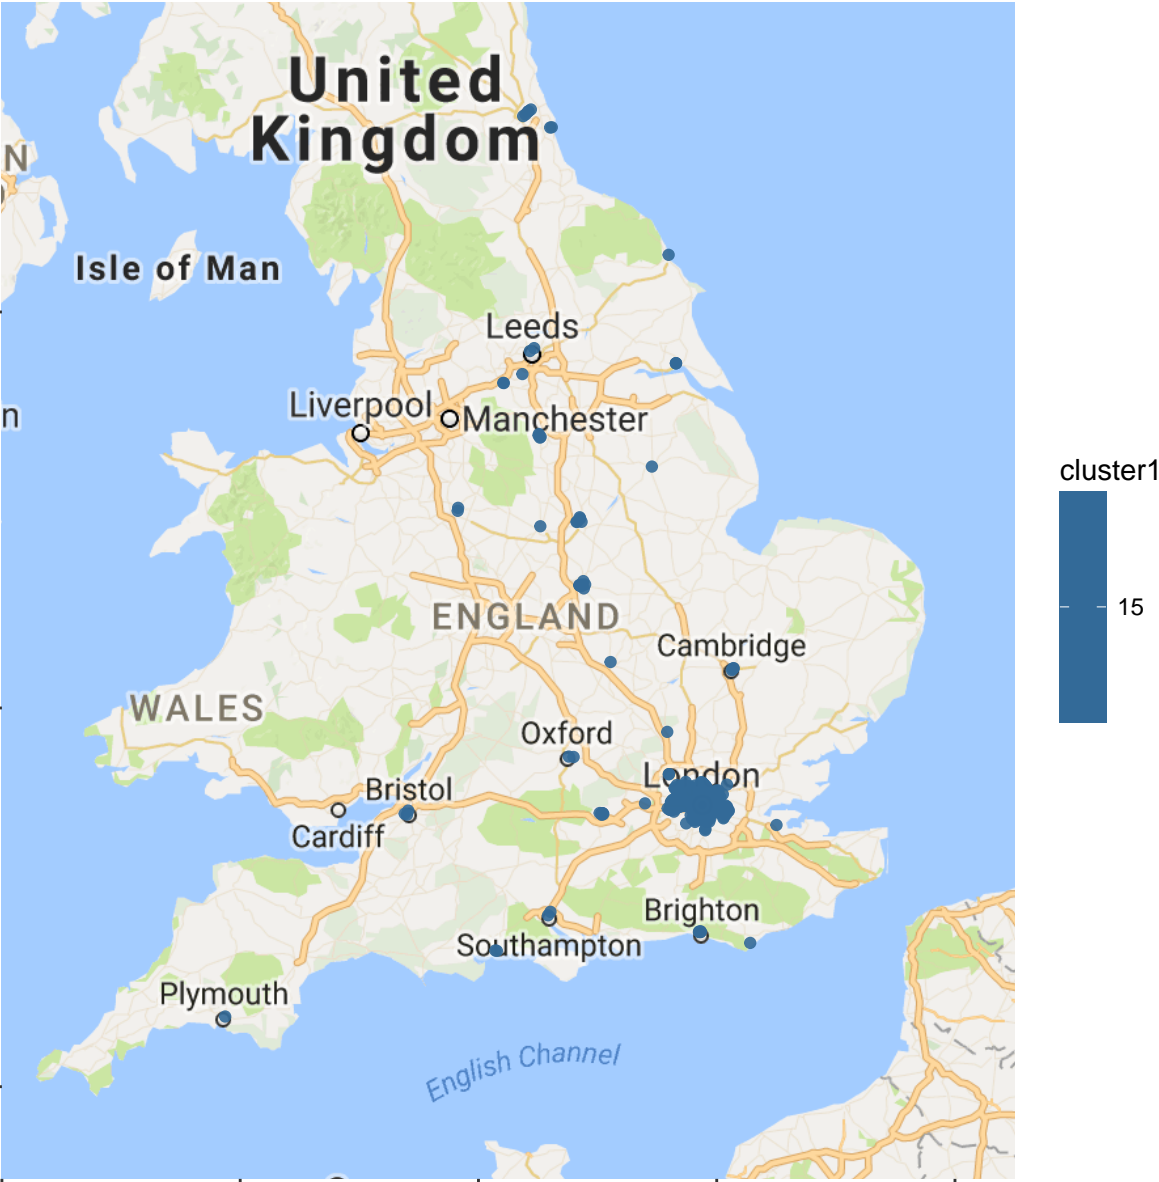 United
Kingdom
N
Isle of Man
Leeds
Liverpool
Manchester
n
ENGLAND
Cambridge
WALES
Oxford
London
Bristol
Cardiff
Brighton
Southampton
Plymouth
English Channel
cluster1
15